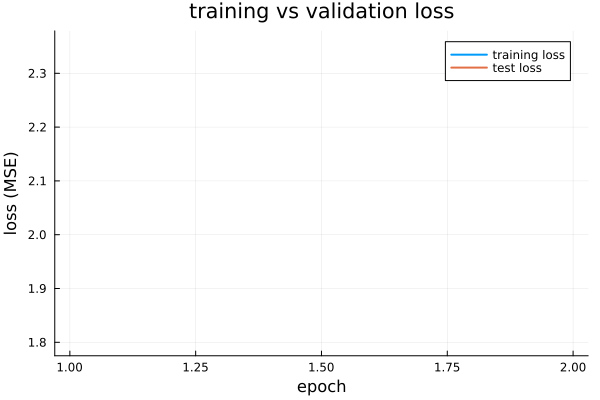 training vs validation loss
training loss
test loss
2.3
2.2
2.1
2.0
1.9
1.8
loss (MSE)
1.00 1.25 1.50 1.75 2.00
epoch